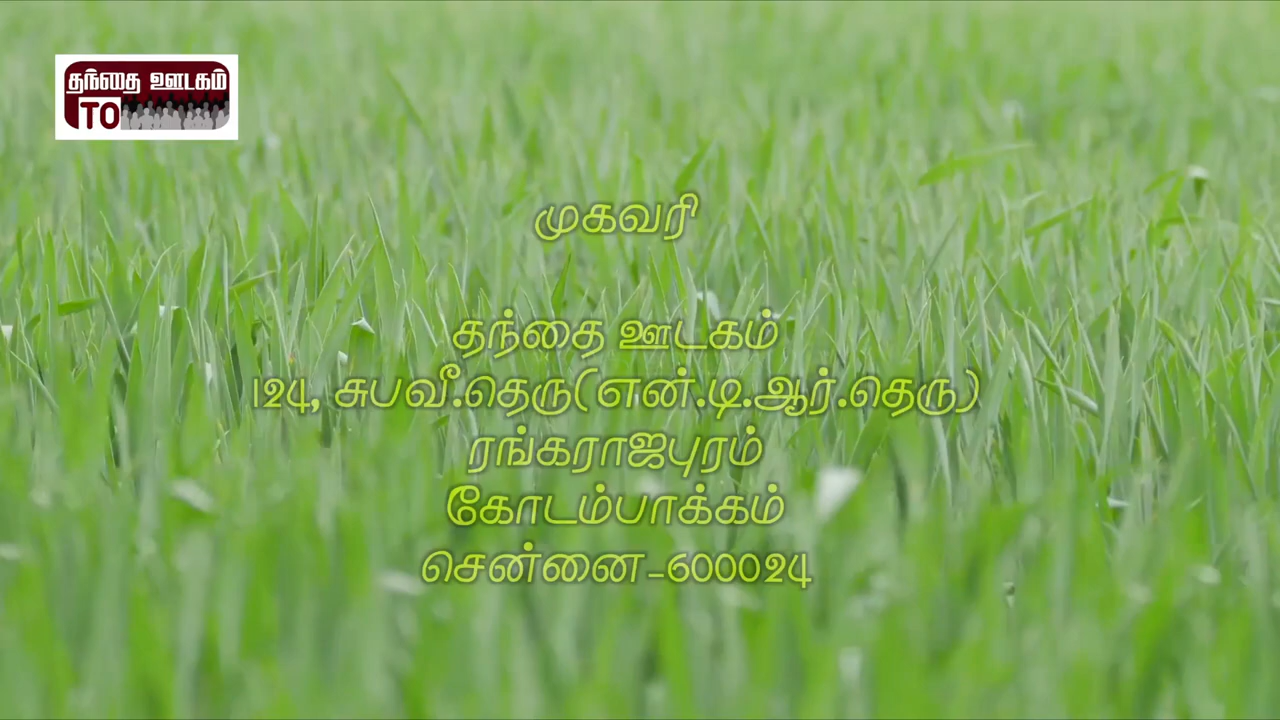 தந்தை ஊடகம்
TO
முகவரி
தந்தை ஊடகம்
124, சுபவீ.தெரு(என்.டி.ஆர்.தெரு)
ரங்கராஜபுரம்
கோடம்பாக்கம்
சென்னை-600024